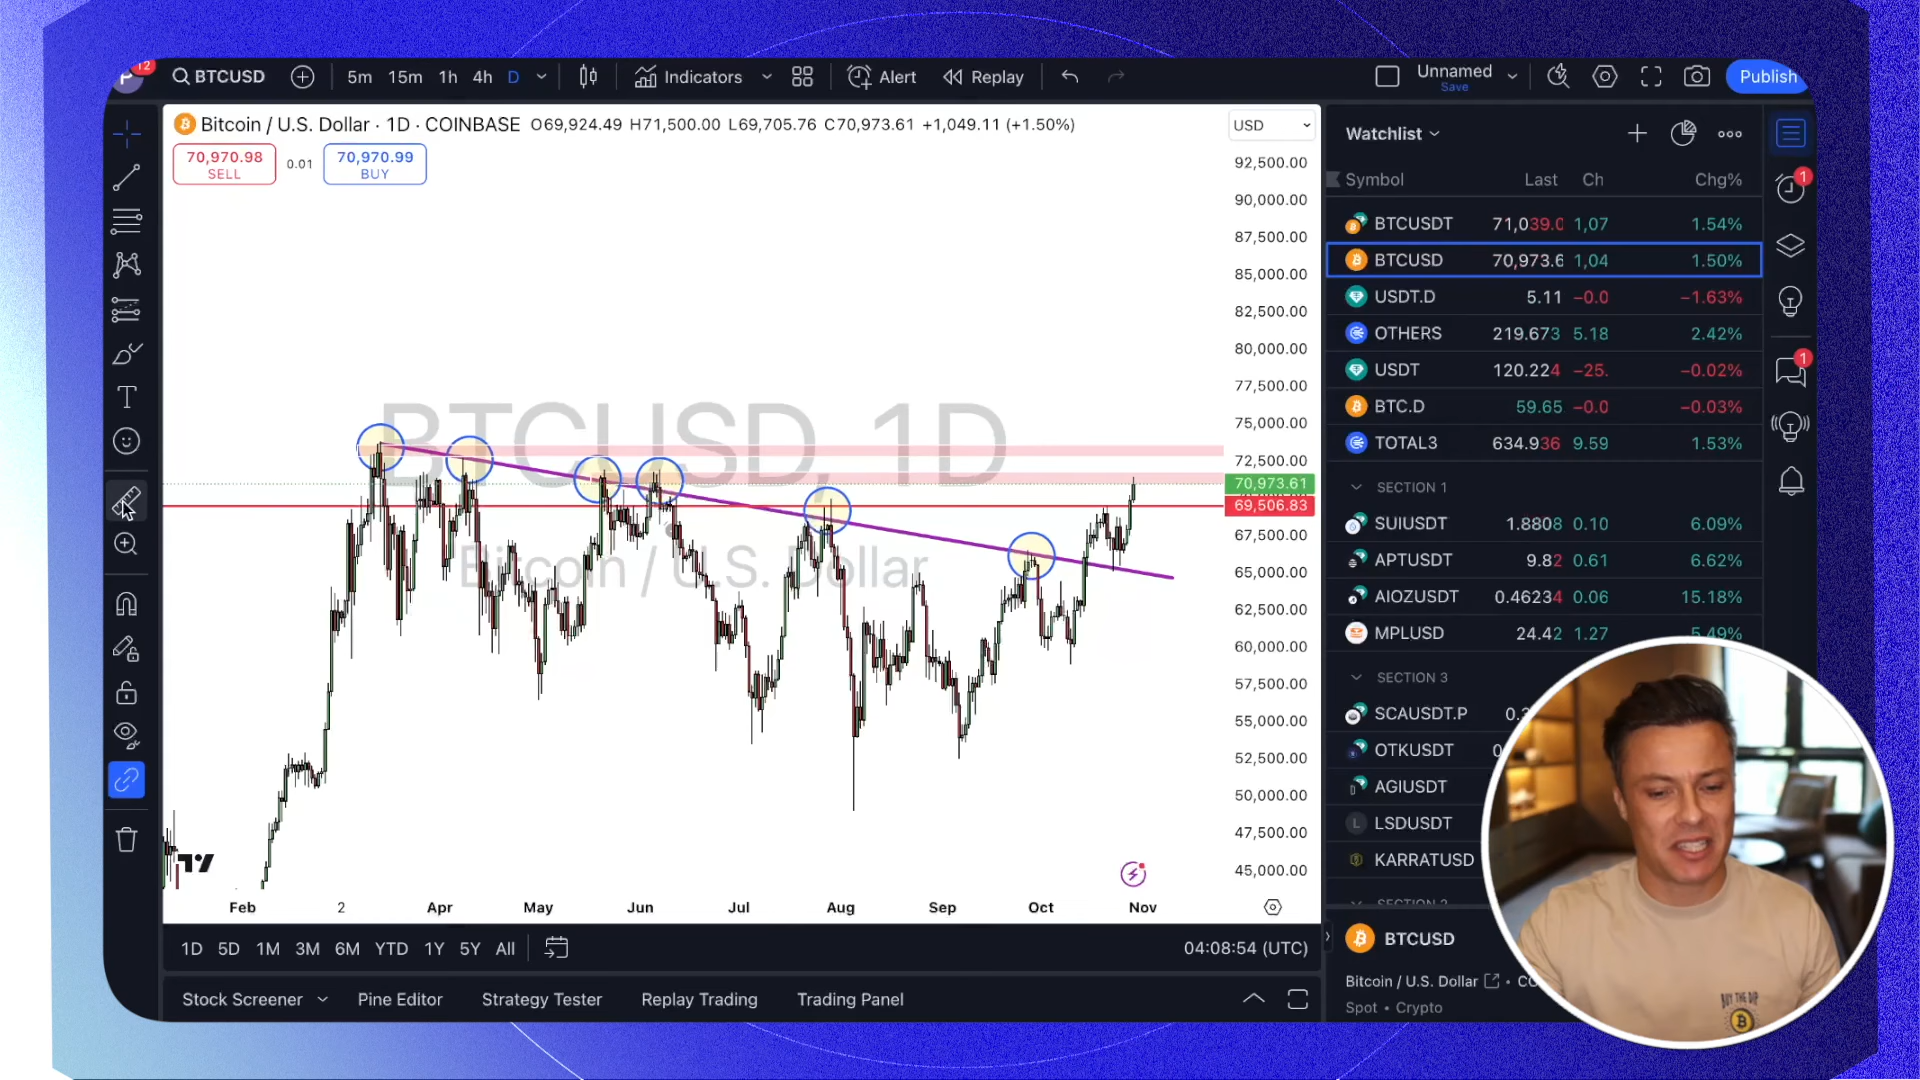 12
BTCUSD 5m 15m 1h 4h D Indicators Alert Replay Unnamed Publish
Save
Bitcoin / U.S. Dollar · 1D · COINBASE O69,924.49 H71,500.00 L69,705.76 C70,973.61 +1,049.11 (+1.50%)
USD
70,970.98 0.01 70,970.99
SELL BUY
92,500.00
90,000.00
87,500.00
85,000.00
82,500.00
80,000.00
77,500.00
75,000.00
72,500.00
70,973.61
69,506.83
67,500.00
65,000.00
62,500.00
60,000.00
57,500.00
55,000.00
52,500.00
50,000.00
47,500.00
45,000.00
BTCUSD, 1D
Bitcoin / U.S. Dollar
Feb 2 Apr May Jun Jul Aug Sep Oct Nov
1D 5D 1M 3M 6M YTD 1Y 5Y All 04:08:54 (UTC)
Stock Screener Pine Editor Strategy Tester Replay Trading Trading Panel
Watchlist
Symbol Last Ch Chg%
BTCUSDT 71,039.0 1,07 1.54%
BTCUSD 70,973.6 1,04 1.50%
USDT.D 5.11 −0.0 −1.63%
OTHERS 219.673 5.18 2.42%
USDT 120.224 −25. −0.02%
BTC.D 59.65 −0.0 −0.03%
TOTAL3 634.936 9.59 1.53%
SECTION 1
SUIUSDT 1.8808 0.10 6.09%
APTUSDT 9.82 0.61 6.62%
AIOZUSDT 0.46234 0.06 15.18%
MPLUSD 24.42 1.27 5.49%
SECTION 3
SCAUSDT.P
OTKUSDT
AGIUSDT
LSDUSDT
KARRATUSD
BTCUSD
Bitcoin / U.S. Dollar
Spot • Crypto
1
1
BUY THE DIP